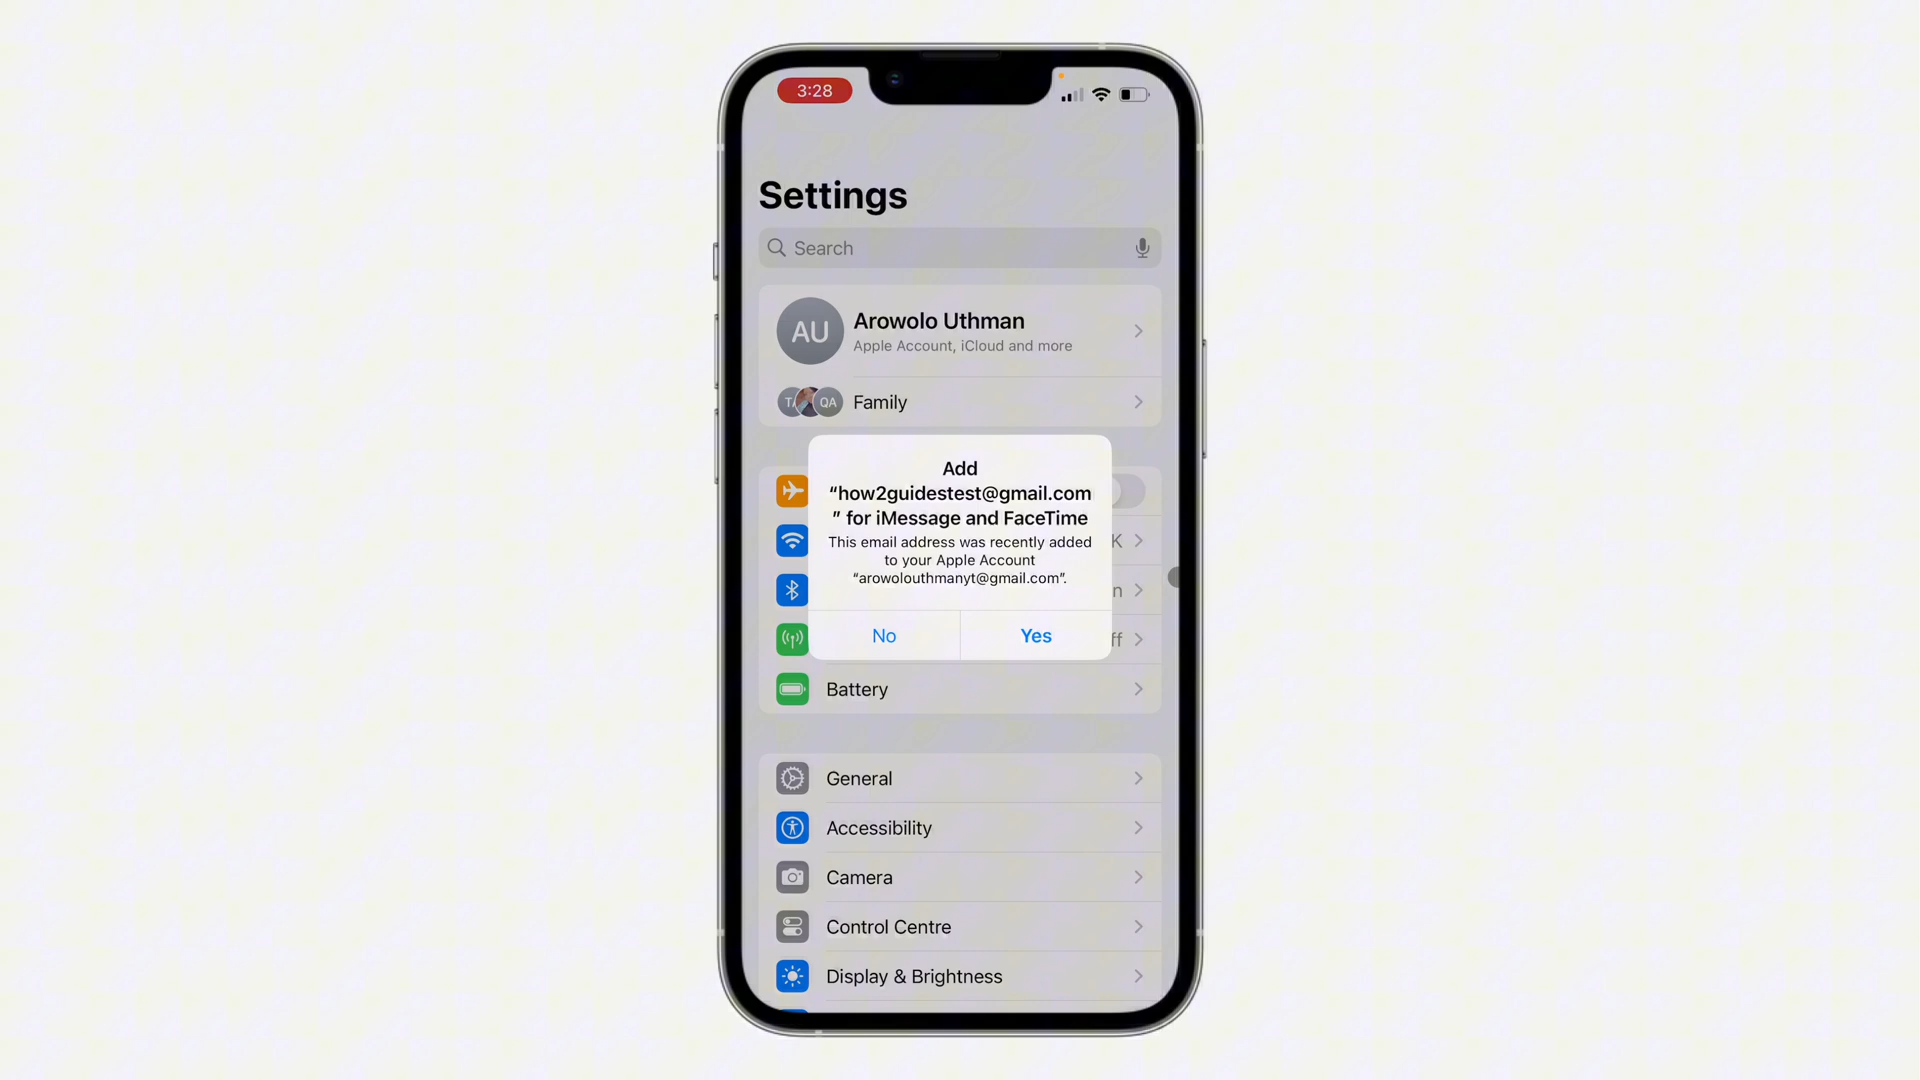 3:28
Settings
Search
AU
Arowolo Uthman
Apple Account, iCloud and more
QA
Family
Add
“how2guidestest@gmail.com
” for iMessage and FaceTime
This email address was recently added
to your Apple Account
“arowolouthmanyt@gmail.com”.
No
Yes
Battery
General
Accessibility
Camera
Control Centre
Display & Brightness